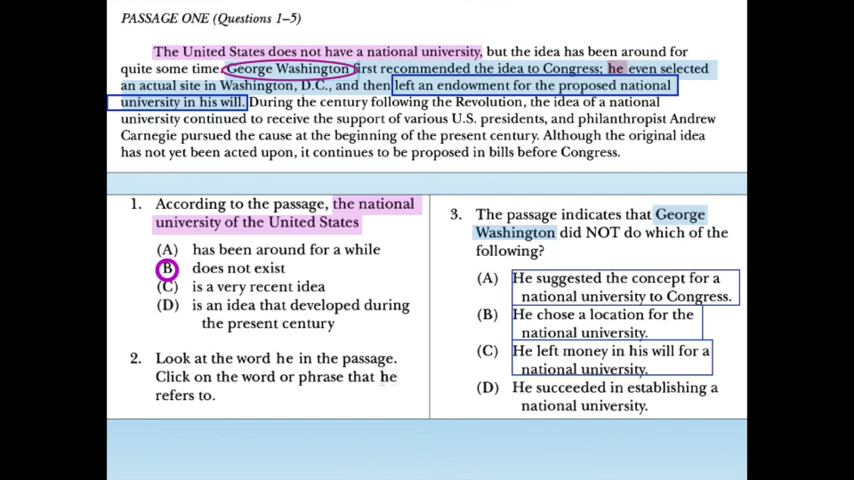 PASSAGE ONE (Questions 1–5)
The United States does not have a national university, but the idea has been around for
quite some time. George Washington first recommended the idea to Congress; he even selected
an actual site in Washington, D.C., and then left an endowment for the proposed national
university in his will. During the century following the Revolution, the idea of a national
university continued to receive the support of various U.S. presidents, and philanthropist Andrew
Carnegie pursued the cause at the beginning of the present century. Although the original idea
has not yet been acted upon, it continues to be proposed in bills before Congress.
1. According to the passage, the national
university of the United States
(A) has been around for a while
(B) does not exist
(C) is a very recent idea
(D) is an idea that developed during
the present century
2. Look at the word he in the passage.
Click on the word or phrase that he
refers to.
3. The passage indicates that George
Washington did NOT do which of the
following?
(A) He suggested the concept for a
national university to Congress.
(B) He chose a location for the
national university.
(C) He left money in his will for a
national university.
(D) He succeeded in establishing a
national university.